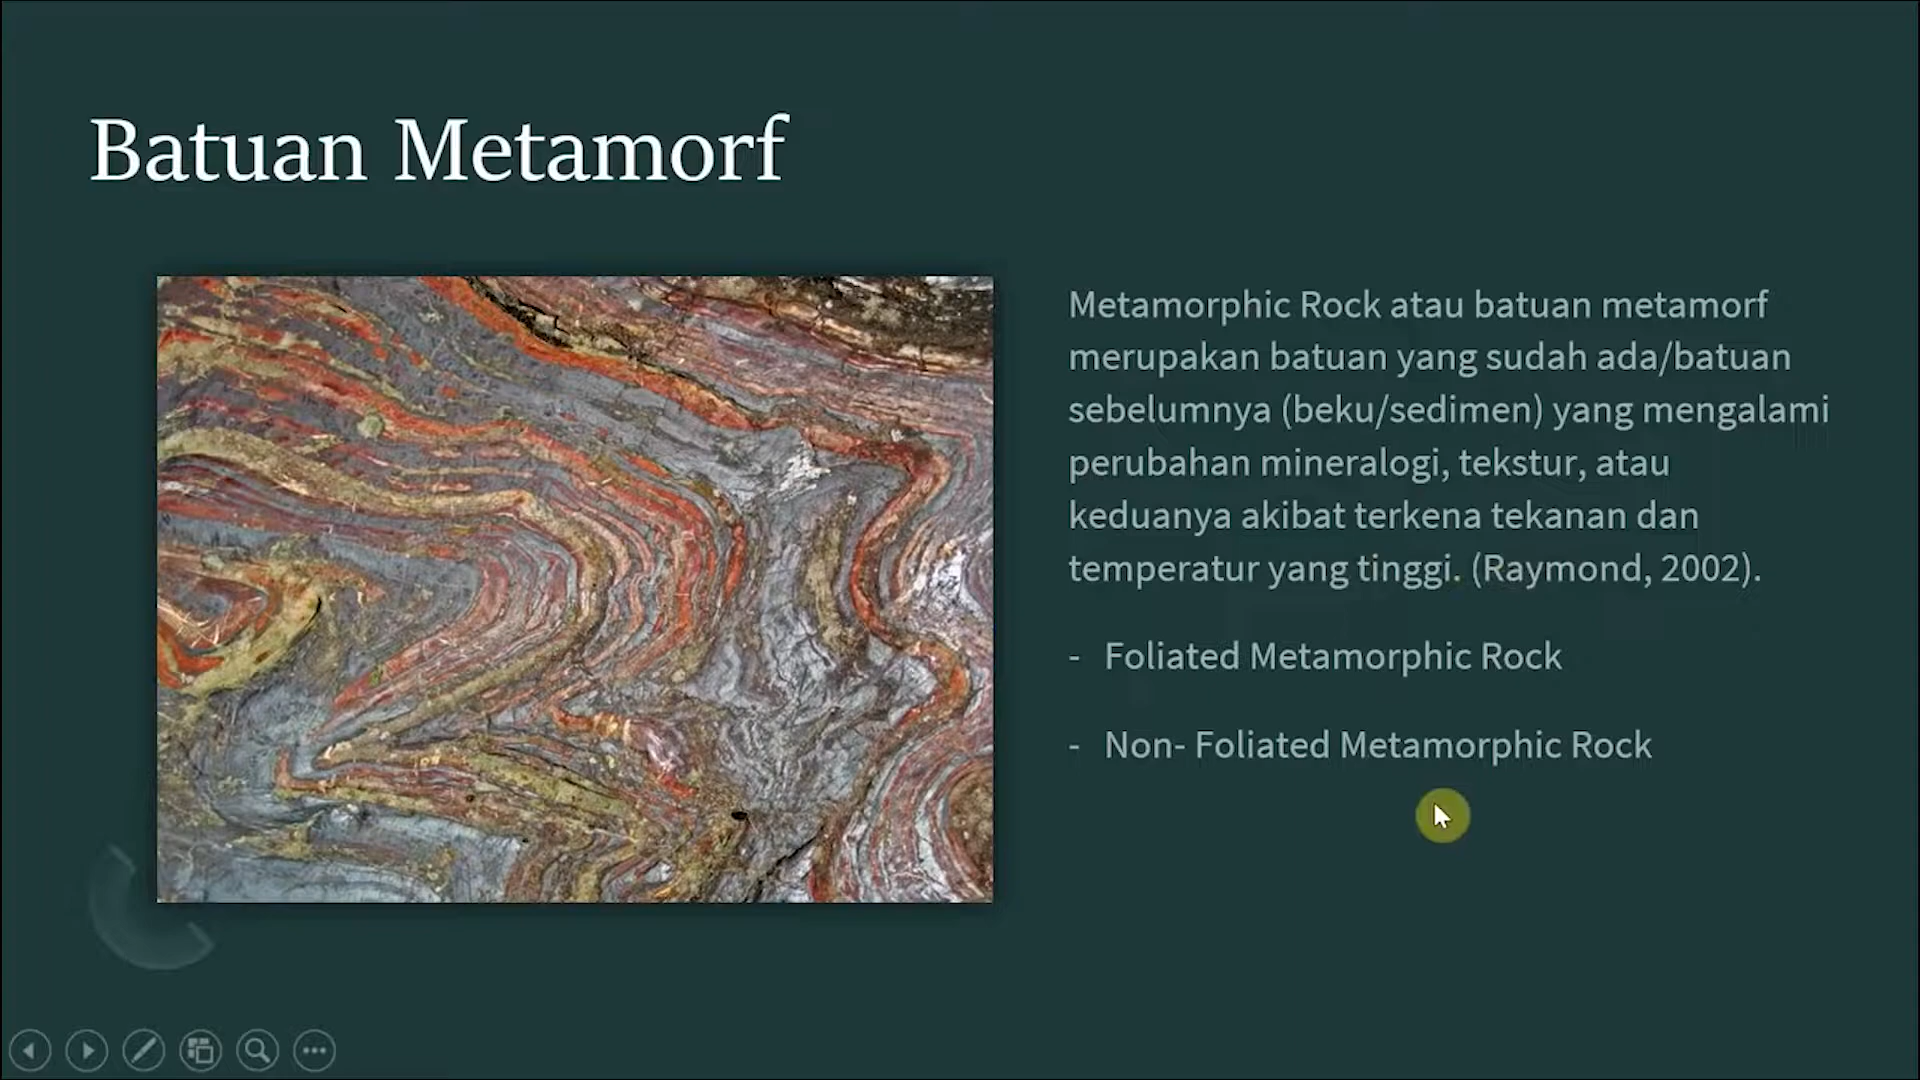 Batuan Metamorf
Metamorphic Rock atau batuan metamorf
merupakan batuan yang sudah ada/batuan
sebelumnya (beku/sedimen) yang mengalami
perubahan mineralogi, tekstur, atau
keduanya akibat terkena tekanan dan
temperatur yang tinggi. (Raymond, 2002).
- Foliated Metamorphic Rock
- Non- Foliated Metamorphic Rock